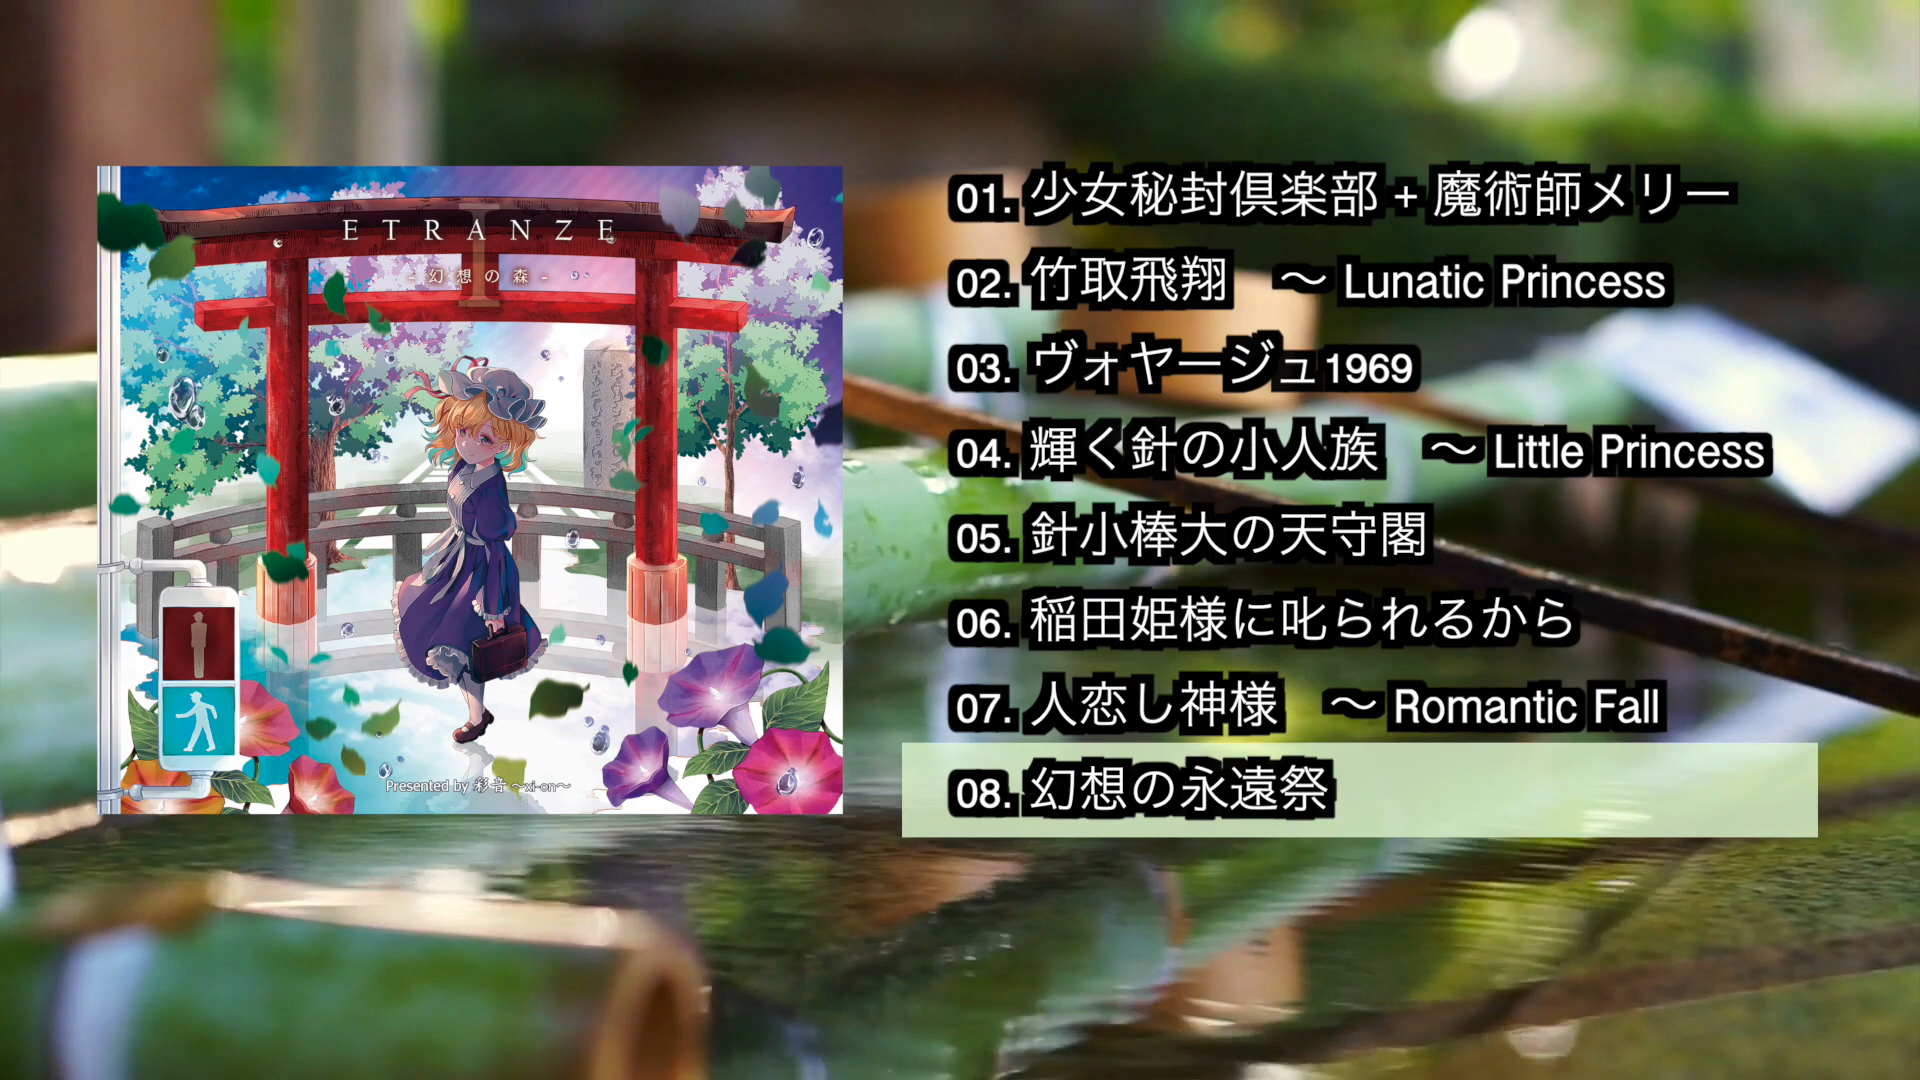 ETRANZE
I
- 幻想の森 -
Presented by 彩音 ～xi-on～
01. 少女秘封倶楽部 + 魔術師メリー
02. 竹取飛翔　～ Lunatic Princess
03. ヴォヤージュ1969
04. 輝く針の小人族　～ Little Princess
05. 針小棒大の天守閣
06. 稲田姫様に叱られるから
07. 人恋し神様　～ Romantic Fall
08. 幻想の永遠祭